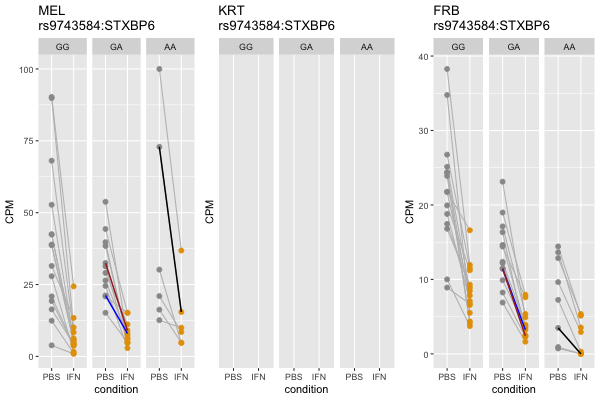 MEL
rs9743584:STXBP6
GG GA AA
CPM
100
75
50
25
0
PBS IFN PBS IFN PBS IFN
condition
KRT
rs9743584:STXBP6
GG GA AA
CPM
PBS IFN PBS IFN PBS IFN
condition
FRB
rs9743584:STXBP6
GG GA AA
CPM
40
30
20
10
0
PBS IFN PBS IFN PBS IFN
condition